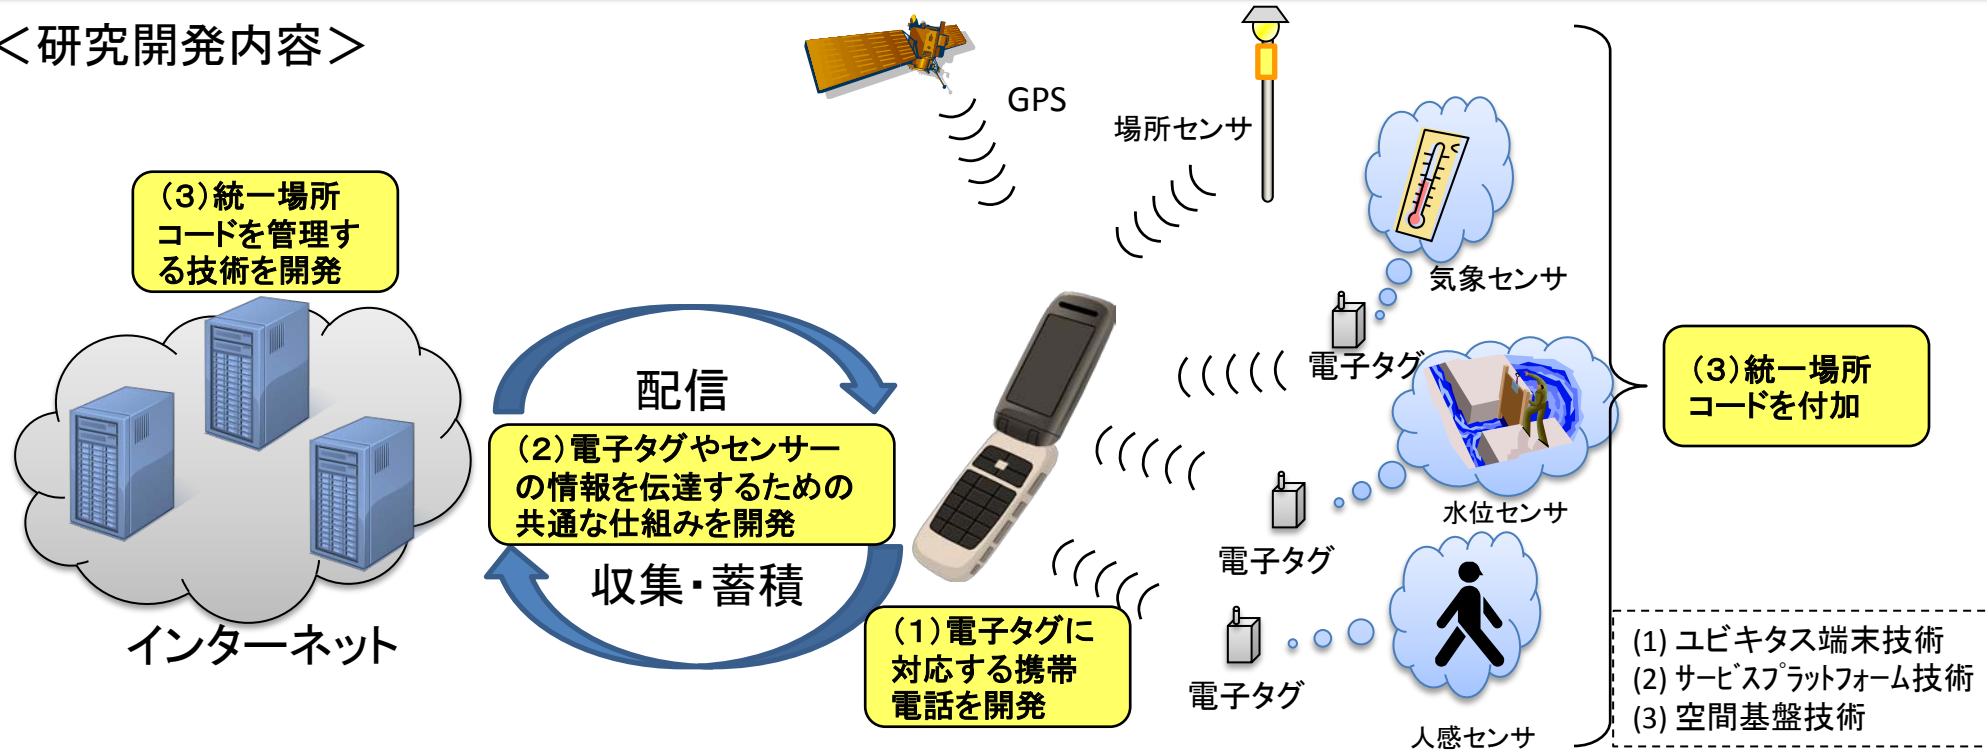 ＜研究開発内容＞
GPS
場所センサ
（３）統一場所
コードを管理す
る技術を開発
気象センサ
電子タグ
配信
（３）統一場所
コードを付加
（２）電子タグやセンサー
の情報を伝達するための
共通な仕組みを開発
水位センサ
電子タグ
収集・蓄積
インターネット
（１）電子タグに
対応する携帯
電話を開発
電子タグ
人感センサ
(1) ユビキタス端末技術
(2) ｻｰﾋﾞｽﾌﾟﾗｯﾄﾌｫｰﾑ技術
(3) 空間基盤技術